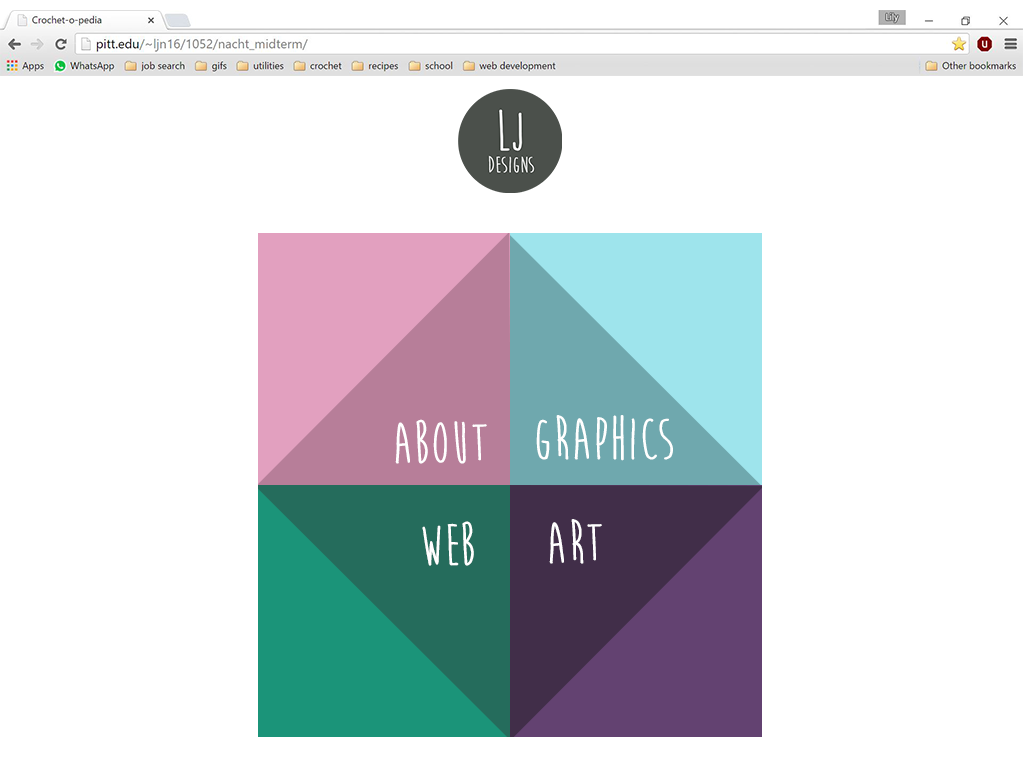 Crochet-o-pedia
Lily
pitt.edu/~ljn16/1052/nacht_midterm/
Apps WhatsApp job search gifs utilities crochet recipes school web development Other bookmarks
LJ
DESIGNS
ABOUT GRAPHICS
WEB ART